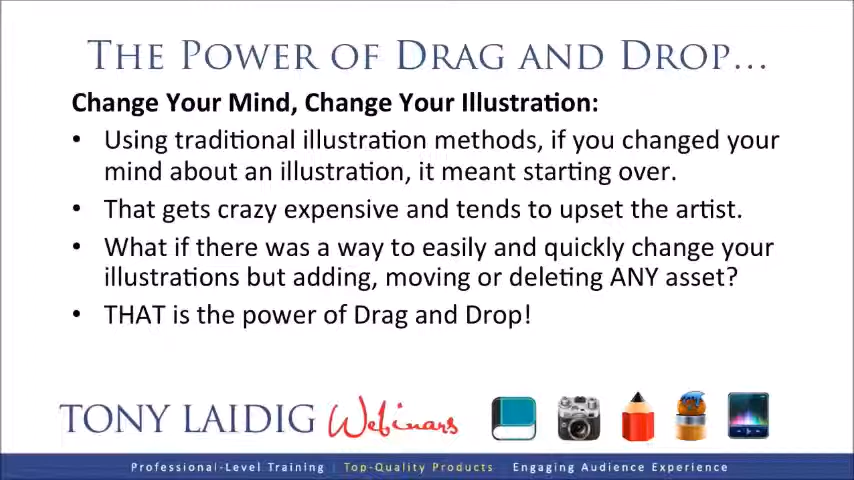 THE POWER OF DRAG AND DROP...
Change Your Mind, Change Your Illustration:
• Using traditional illustration methods, if you changed your
mind about an illustration, it meant starting over.
• That gets crazy expensive and tends to upset the artist.
• What if there was a way to easily and quickly change your
illustrations but adding, moving or deleting ANY asset?
• THAT is the power of Drag and Drop!
TONY LAIDIG Webinars
Professional-Level Training | Top-Quality Products | Engaging Audience Experience